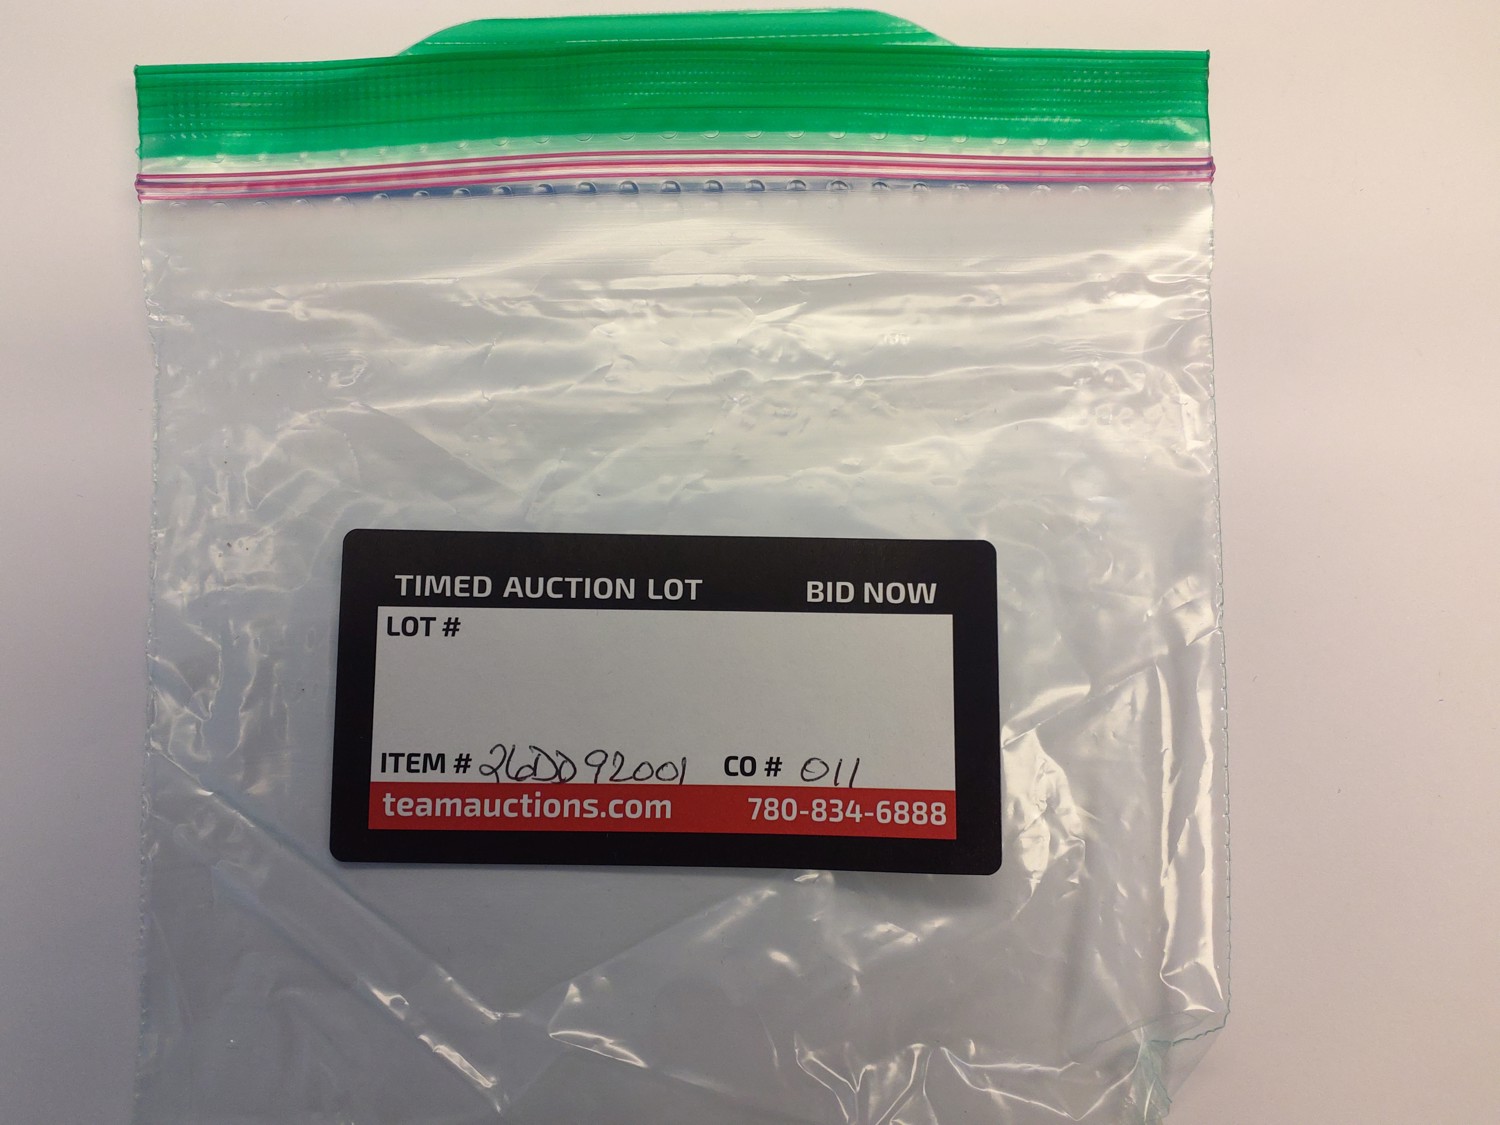 TIMED AUCTION LOT BID NOW
LOT #
ITEM # 26DD92001 CO # 011
teamauctions.com 780-834-6888